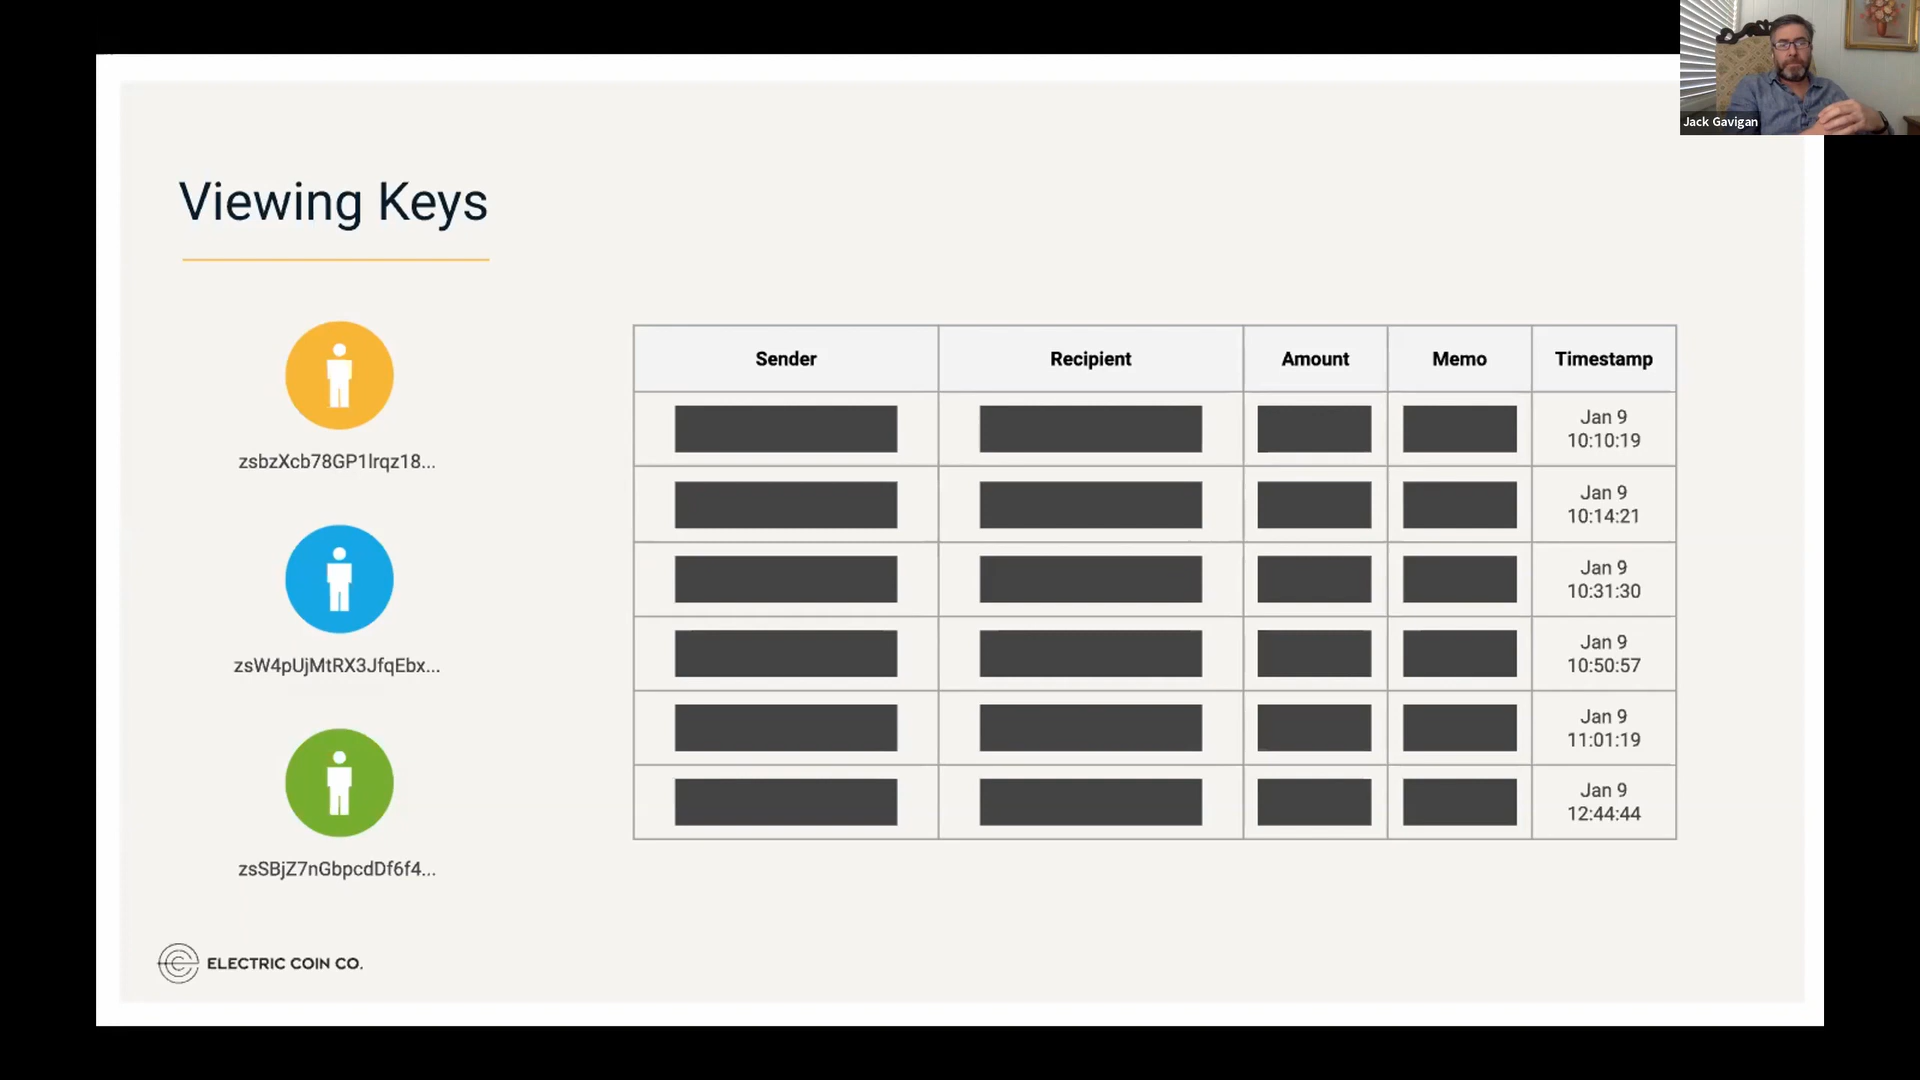 Jack Gavigan
Viewing Keys
zsbzXcb78GP1lrqz18...
zsW4pUjMtRX3JfqEbx...
zsSBjZ7nGbpcdDf6f4...
Sender Recipient Amount Memo Timestamp
Jan 9
10:10:19
Jan 9
10:14:21
Jan 9
10:31:30
Jan 9
10:50:57
Jan 9
11:01:19
Jan 9
12:44:44
ELECTRIC COIN CO.